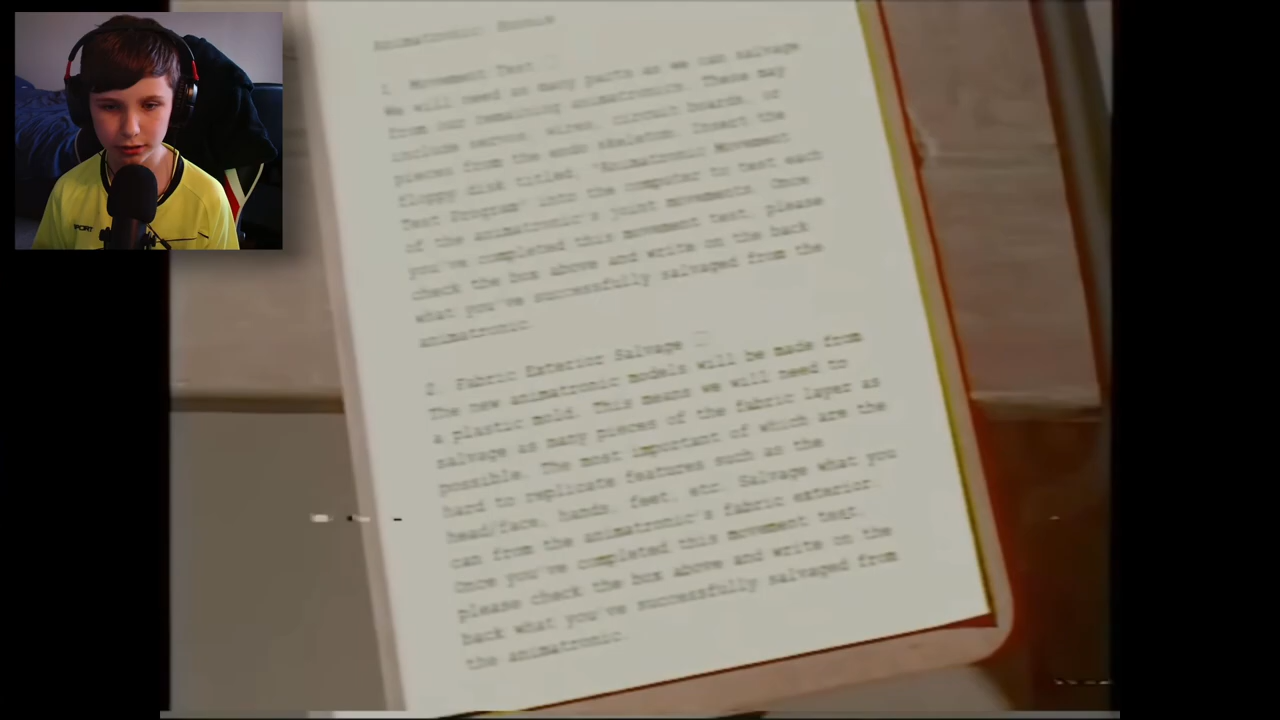 Animatronic: Bonnie
1. Movement Test
We will need as many parts as we can salvage
from our remaining animatronics. These may
include servos, wires, circuit boards, or
pieces from the endo skeleton. Insert the
floppy disk titled, "Animatronic Movement
Test Program" into the computer to test each
of the animatronic's joint movements. Once
you've completed this movement test, please
check the box above and write on the back
what you've successfully salvaged from the
animatronic.
2. Fabric Exterior Salvage
The new animatronic models will be made from
a plastic mold. This means we will need to
salvage as many pieces of the fabric layer as
possible. The most important of which are the
hard to replicate features such as the
head/face, hands, feet, etc. Salvage what you
can from the animatronic's fabric exterior.
Once you've completed this movement test,
please check the box above and write on the
back what you've successfully salvaged from
the animatronic.
PORT